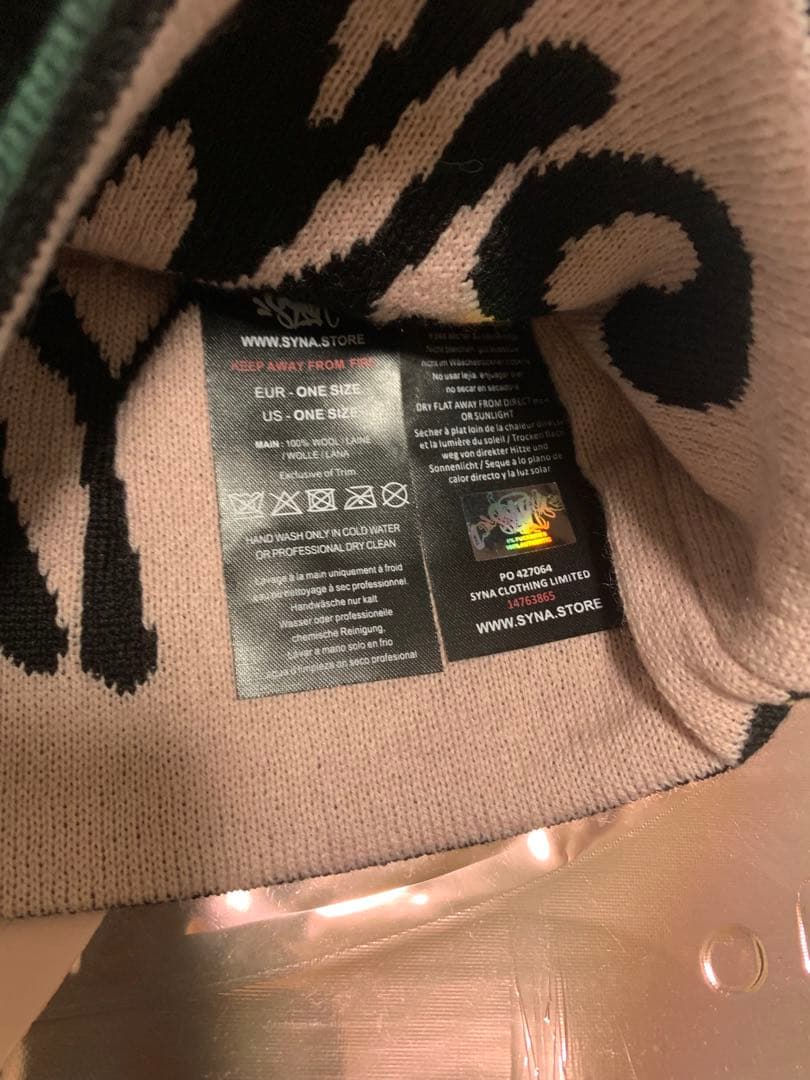 WWW.SYNA.STORE
KEEP AWAY FROM
EUR - ONE SIZE
US - ONE SIZE
MAIN: 100% WOOL / LAINE
/ WOLLE / LANA
Exclusive of Trim
HAND WASH ONLY IN COLD WATER
OR PROFESSIONAL DRY CLEAN
Lavage à la main uniquement à froid
ou nettoyage à sec professionnel.
Handwäsche nur kalt
Wasser oder professionelle
chemische Reinigung.
Lavar a mano solo en frio
agua o limpieza en seco profesional
No usar lejia.
no secar en
DRY FLAT AWAY FROM DIRECT
OR SUNLIGHT
Sécher à plat loin de la chaleur
et la lumière du soleil / Trocken flach
weg von direkter Hitze und
Sonnenlicht / Seque a lo plano de
calor directo y la luz solar
100% AUTHENTIC
PO 427064
SYNA CLOTHING LIMITED
14763865
WWW.SYNA.STORE